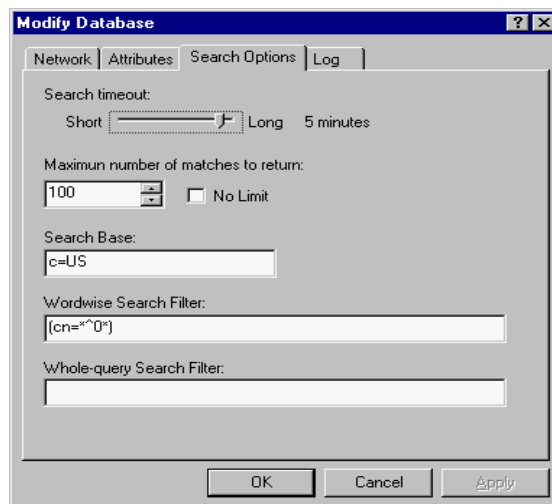 Modify Database
Network Attributes Search Options Log
Search timeout:
Short Long 5 minutes
Maximun number of matches to return:
100 No Limit
Search Base:
c=US
Wordwise Search Filter:
(cn=*^0*)
Whole-query Search Filter:
OK Cancel Apply